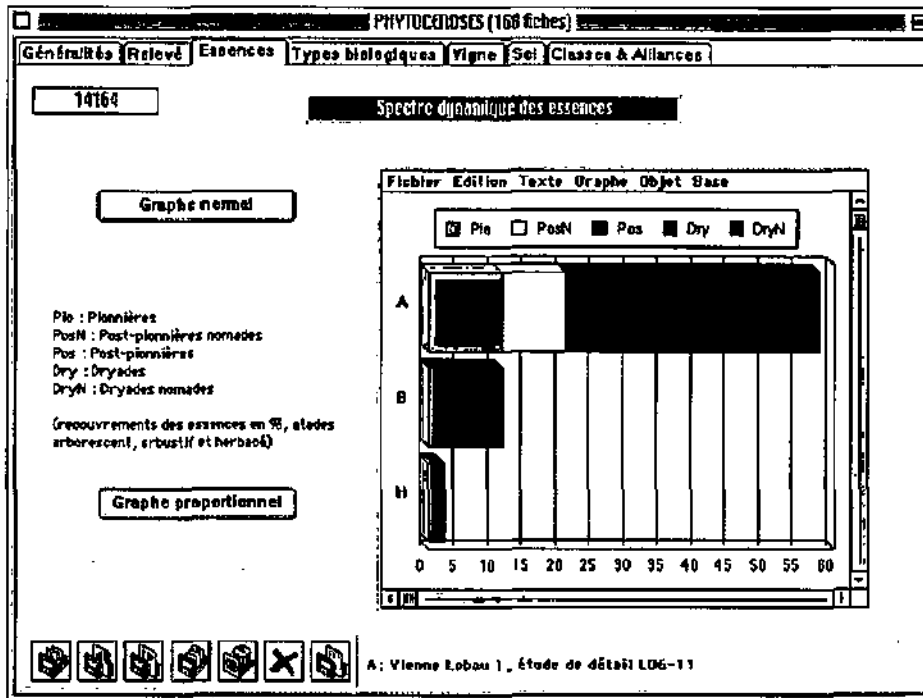 PHYTOCENOSES (168 fiches)
Généralités Relevé Essences Types biologiques Vigne Sol Classes & Alliances
14164
Spectre dynamique des essences
Graphe normal
Pio : Pionnières
PosN : Post-pionnières nomades
Pos : Post-pionnières
Dry : Dryades
DryN : Dryades nomades
(recouvrements des essences en %, stades
arborescent, arbustif et herbacé)
Graphe proportionnel
Fichier Edition Texte Graphe Objet Base
Pio PosN Pos Dry DryN
A
B
H
0 5 10 15 20 25 30 35 40 45 50 55 60
A: Vienne Lobau 1, étude de détail LO6-11